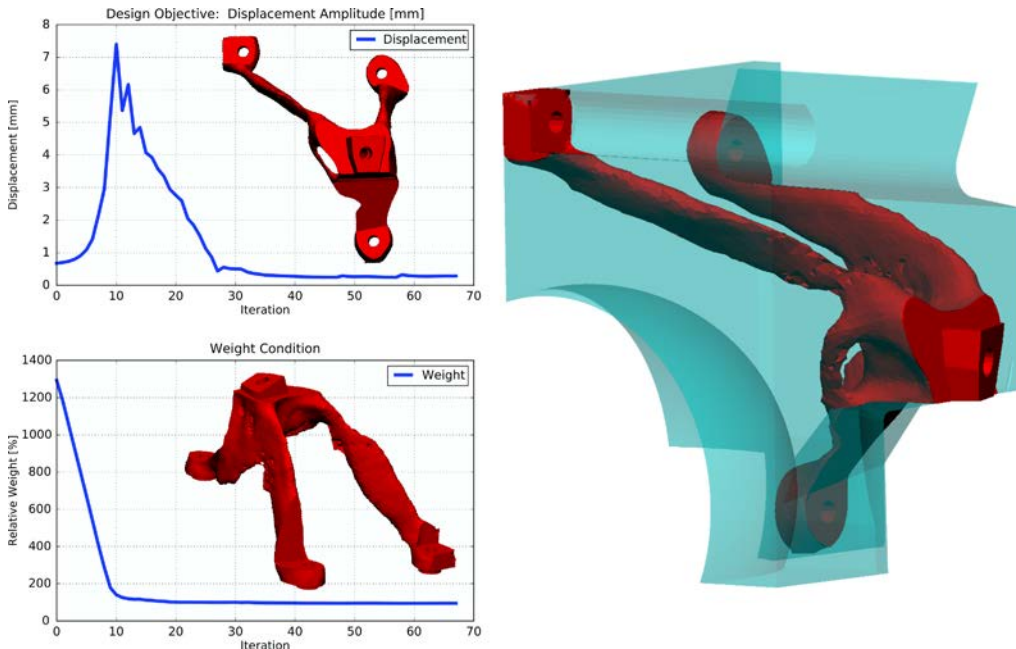 Design Objective: Displacement Amplitude [mm]
8
7
6
5
4
3
2
1
0
Displacement [mm]
Displacement
0 10 20 30 40 50 60 70
Iteration
Weight Condition
1400
1200
1000
800
600
400
200
0
Relative Weight [%]
Weight
0 10 20 30 40 50 60 70
Iteration